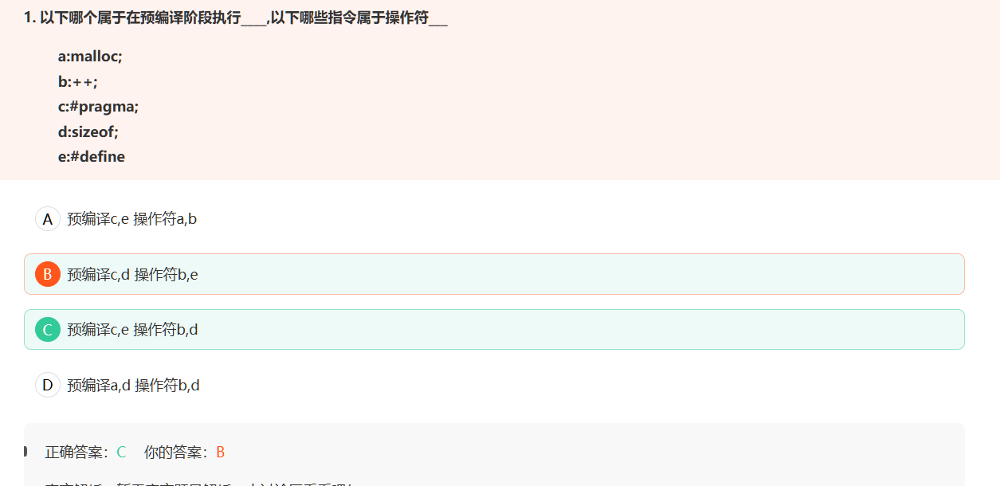 1. 以下哪个属于在预编译阶段执行____,以下哪些指令属于操作符___
a:malloc;
b:++;
c:#pragma;
d:sizeof;
e:#define
A 预编译c,e 操作符a,b
B 预编译c,d 操作符b,e
C 预编译c,e 操作符b,d
D 预编译a,d 操作符b,d
正确答案：C 你的答案：B